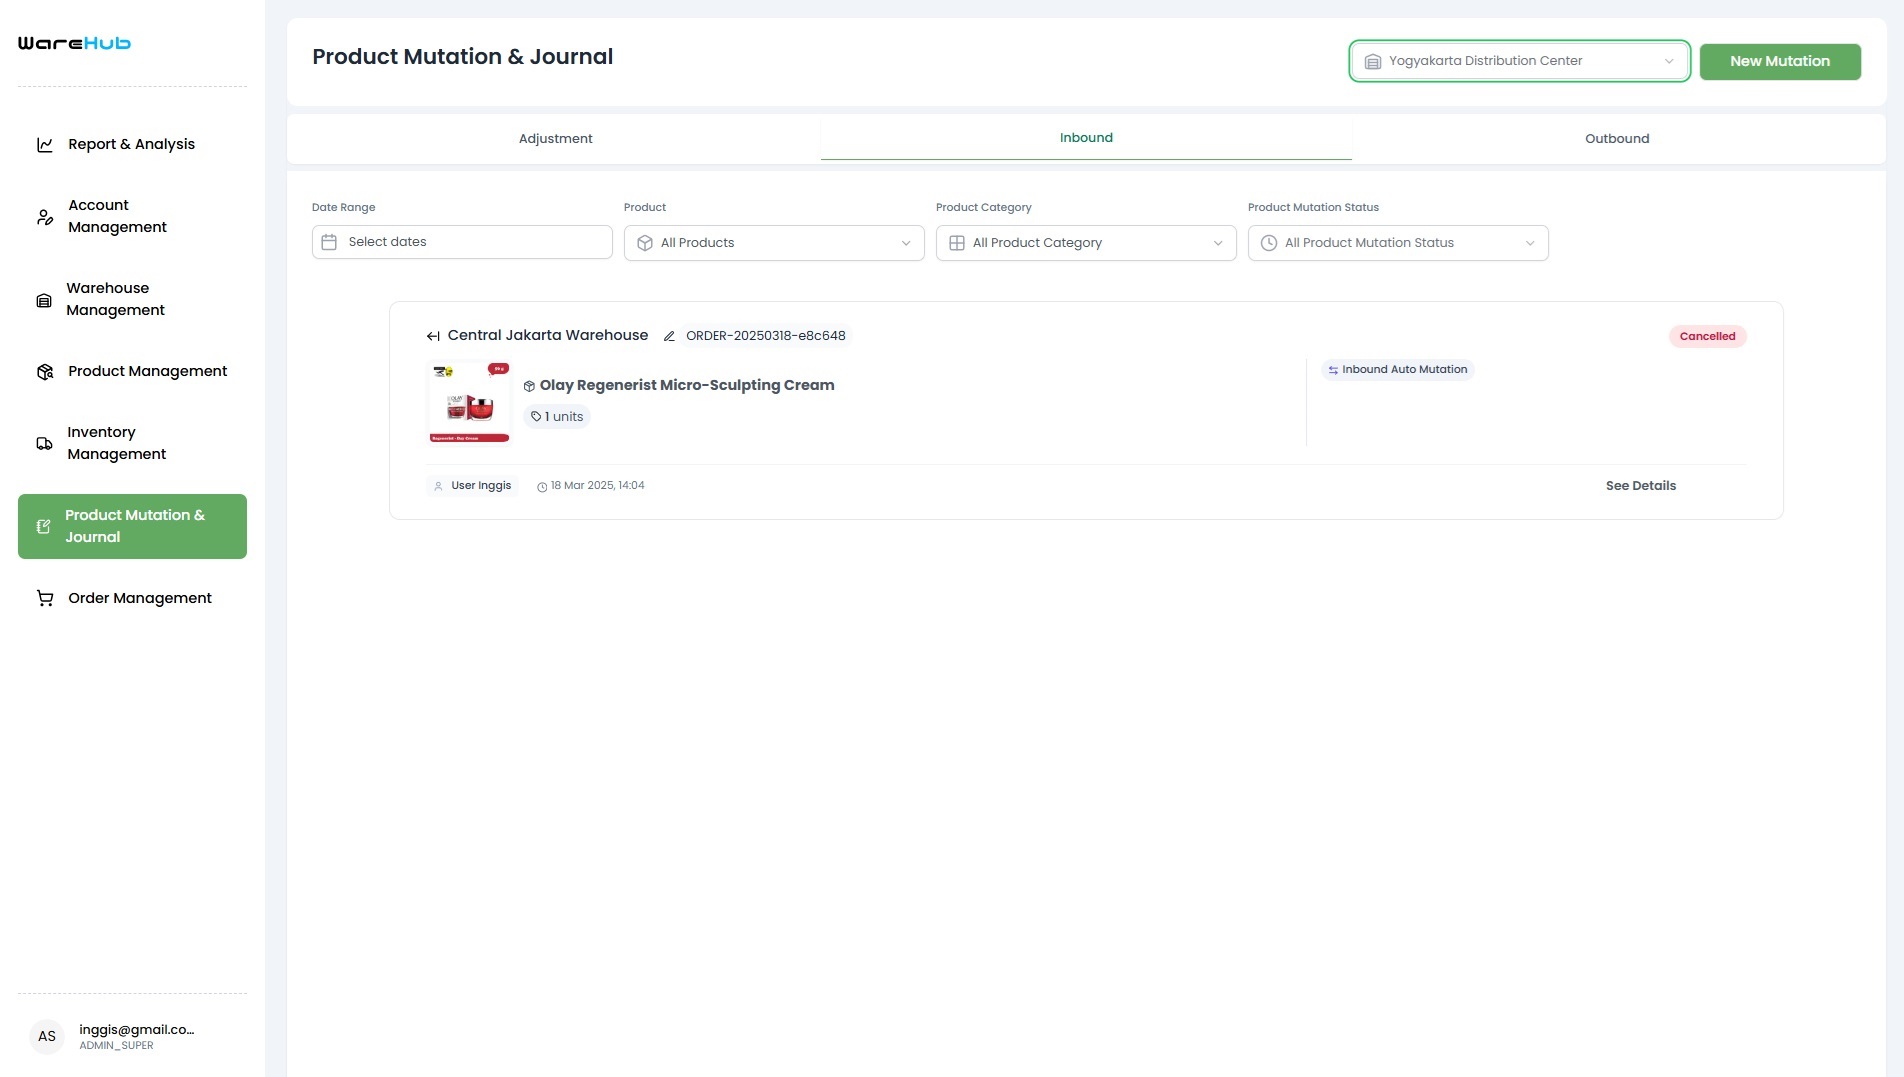 WareHub
Report & Analysis
Account
Management
Warehouse
Management
Product Management
Inventory
Management
Product Mutation &
Journal
Order Management
AS
inggis@gmail.co...
ADMIN_SUPER
Product Mutation & Journal
Yogyakarta Distribution Center
New Mutation
Adjustment
Inbound
Outbound
Date Range
Product
Product Category
Product Mutation Status
Select dates
All Products
All Product Category
All Product Mutation Status
Central Jakarta Warehouse
ORDER-20250318-e8c648
Cancelled
OLAY
Regenerist - Day Cream
Olay Regenerist Micro-Sculpting Cream
1 units
Inbound Auto Mutation
User Inggis
18 Mar 2025, 14:04
See Details